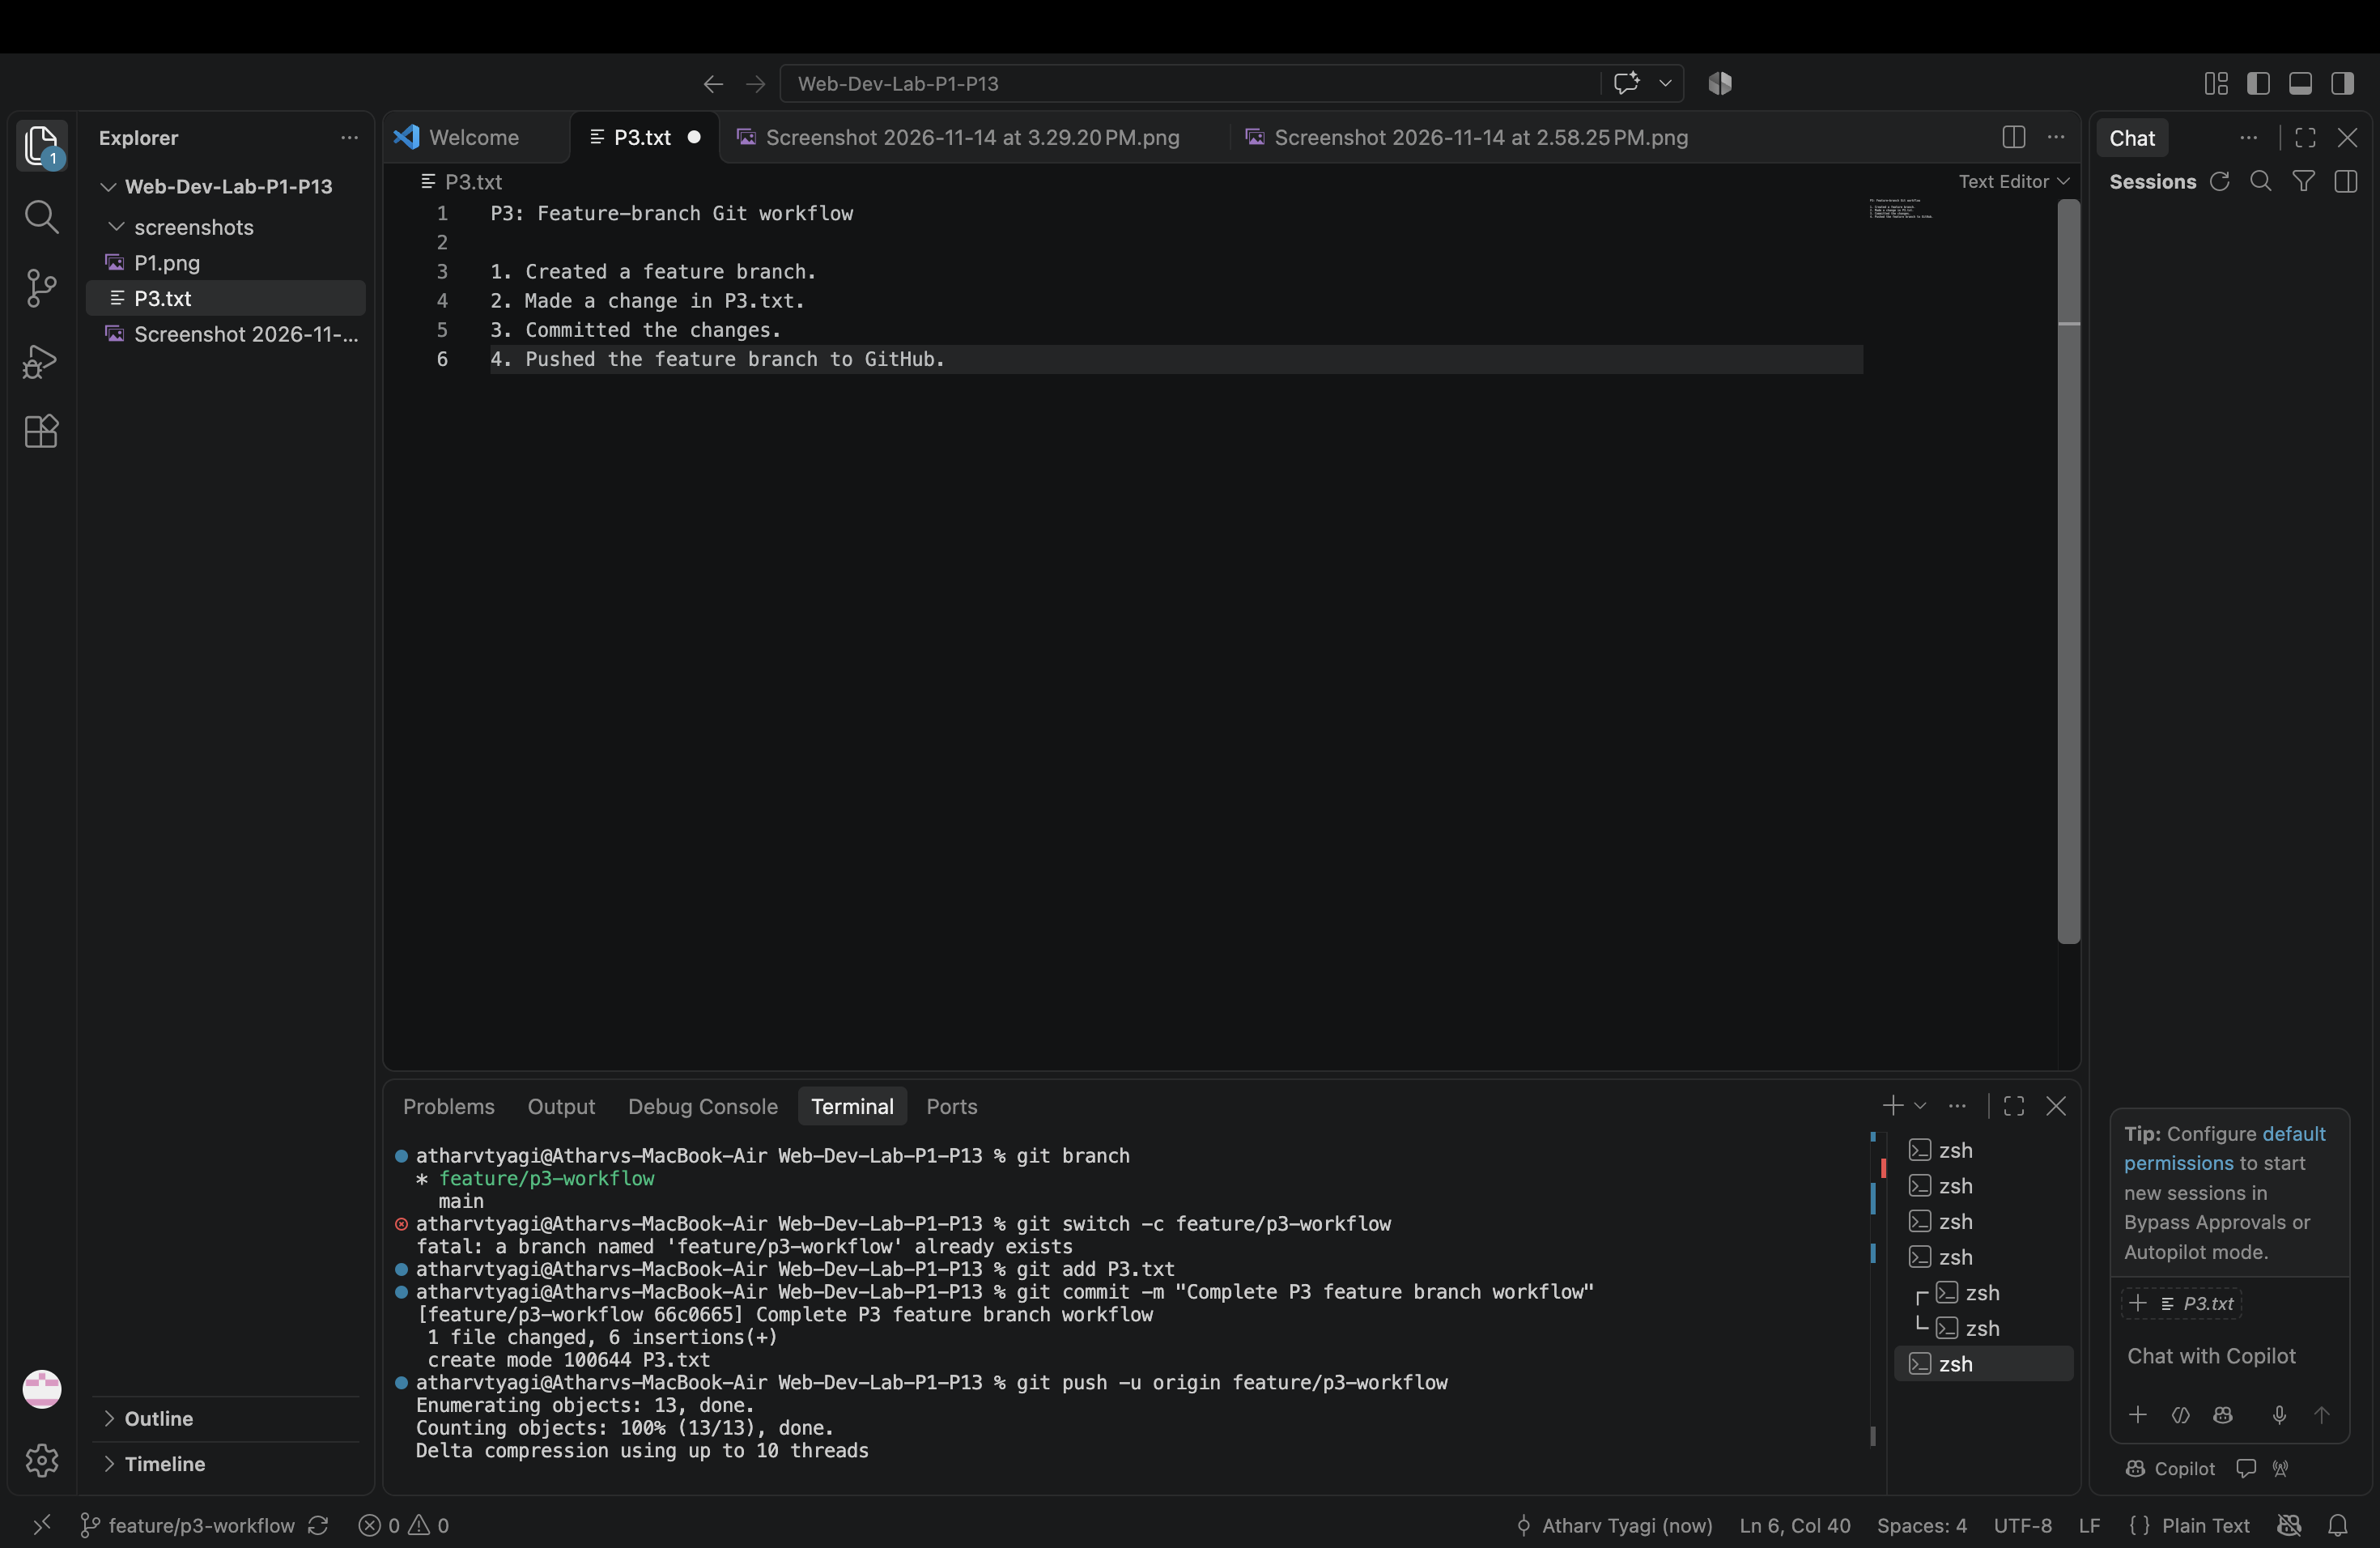 Web-Dev-Lab-P1-P13
Explorer
1
Web-Dev-Lab-P1-P13
screenshots
P1.png
P3.txt
Screenshot 2026-11-...
Outline
Timeline
Welcome
P3.txt
Screenshot 2026-11-14 at 3.29.20 PM.png
Screenshot 2026-11-14 at 2.58.25 PM.png
P3.txt
Text Editor
1 P3: Feature-branch Git workflow
2
3 1. Created a feature branch.
4 2. Made a change in P3.txt.
5 3. Committed the changes.
6 4. Pushed the feature branch to GitHub.
Problems Output Debug Console Terminal Ports
atharvtyagi@Atharvs-MacBook-Air Web-Dev-Lab-P1-P13 % git branch
* feature/p3-workflow
main
atharvtyagi@Atharvs-MacBook-Air Web-Dev-Lab-P1-P13 % git switch -c feature/p3-workflow
fatal: a branch named 'feature/p3-workflow' already exists
atharvtyagi@Atharvs-MacBook-Air Web-Dev-Lab-P1-P13 % git add P3.txt
atharvtyagi@Atharvs-MacBook-Air Web-Dev-Lab-P1-P13 % git commit -m "Complete P3 feature branch workflow"
[feature/p3-workflow 66c0665] Complete P3 feature branch workflow
1 file changed, 6 insertions(+)
create mode 100644 P3.txt
atharvtyagi@Atharvs-MacBook-Air Web-Dev-Lab-P1-P13 % git push -u origin feature/p3-workflow
Enumerating objects: 13, done.
Counting objects: 100% (13/13), done.
Delta compression using up to 10 threads
zsh
zsh
zsh
zsh
zsh
zsh
zsh
Chat
Sessions
Tip: Configure default
permissions to start
new sessions in
Bypass Approvals or
Autopilot mode.
P3.txt
Chat with Copilot
Copilot
feature/p3-workflow
0
0
Atharv Tyagi (now)
Ln 6, Col 40
Spaces: 4
UTF-8
LF
{ } Plain Text